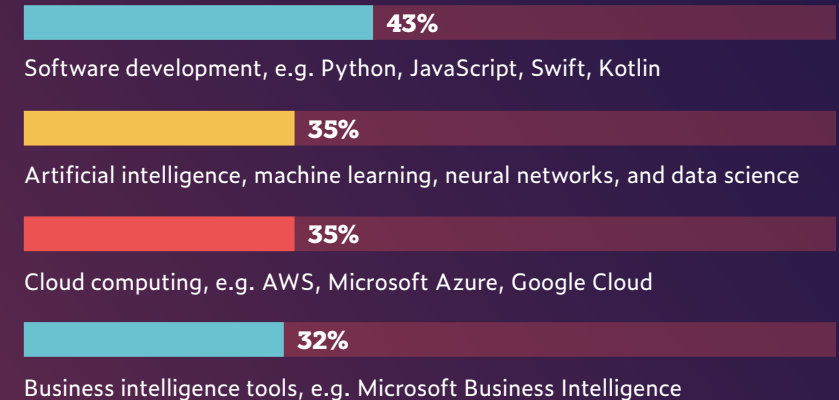 43%
Software development, e.g. Python, JavaScript, Swift, Kotlin
35%
Artificial intelligence, machine learning, neural networks, and data science
35%
Cloud computing, e.g. AWS, Microsoft Azure, Google Cloud
32%
Business intelligence tools, e.g. Microsoft Business Intelligence